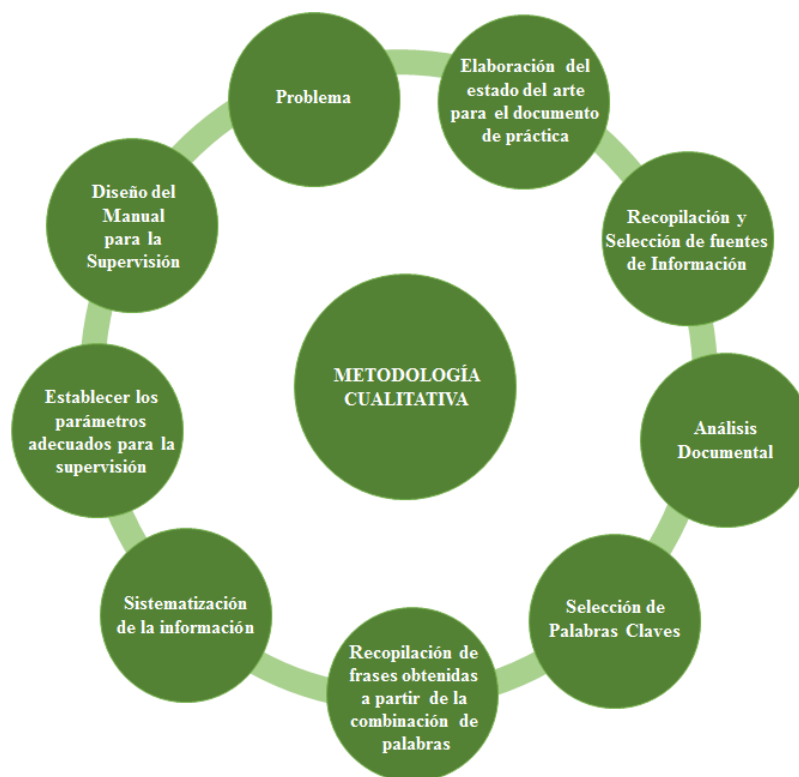 Problema
Elaboración del
estado del arte
para el documento
de práctica
Recopilación y
Selección de fuentes
de Información
Análisis
Documental
Selección de
Palabras Claves
Recopilación de
frases obtenidas
a partir de la
combinación de
palabras
Sistematización
de la información
Establecer los
parámetros
adecuados para la
supervisión
Diseño del
Manual
para la
Supervisión
METODOLOGÍA
CUALITATIVA